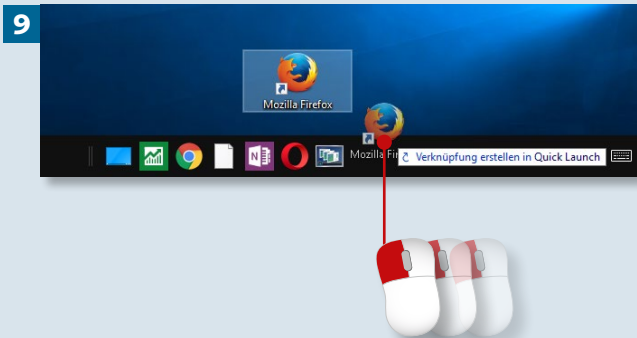 9
Mozilla Firefox
Mozilla Fir
Verknüpfung erstellen in Quick Launch
N